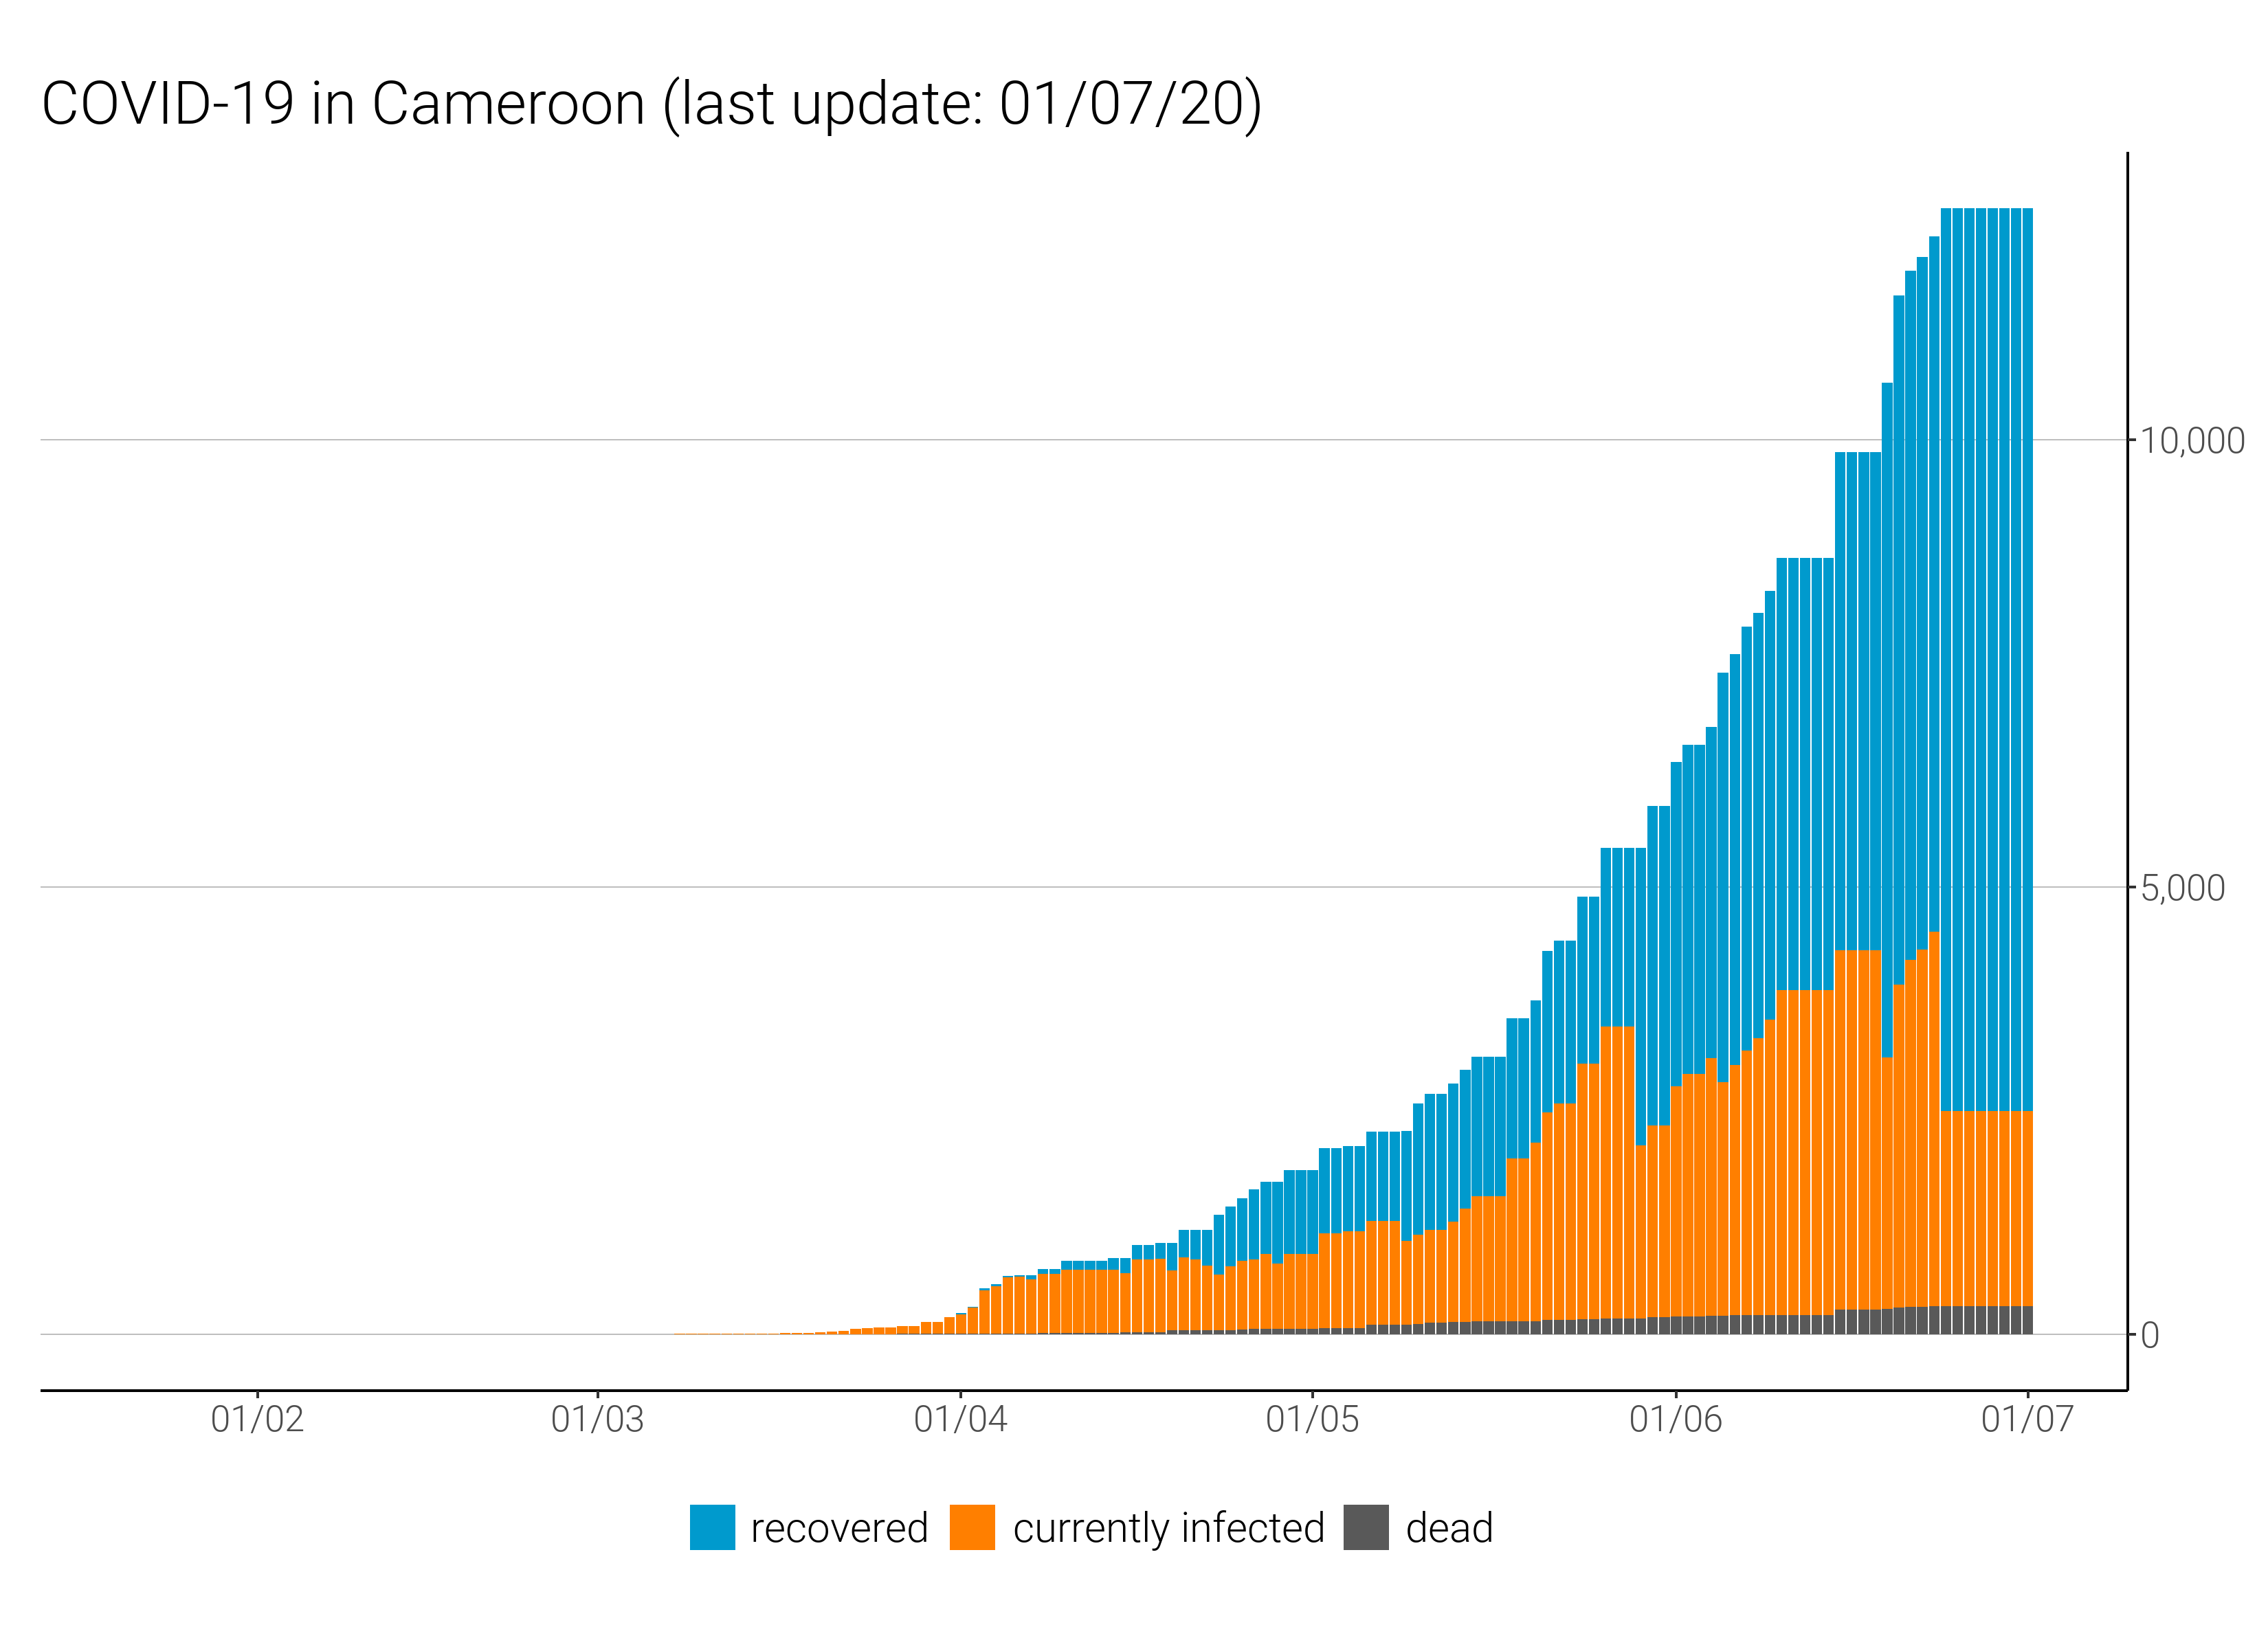 COVID-19 in Cameroon (last update: 01/07/20)
10,000
5,000
0
01/02 01/03 01/04 01/05 01/06 01/07
recovered currently infected dead